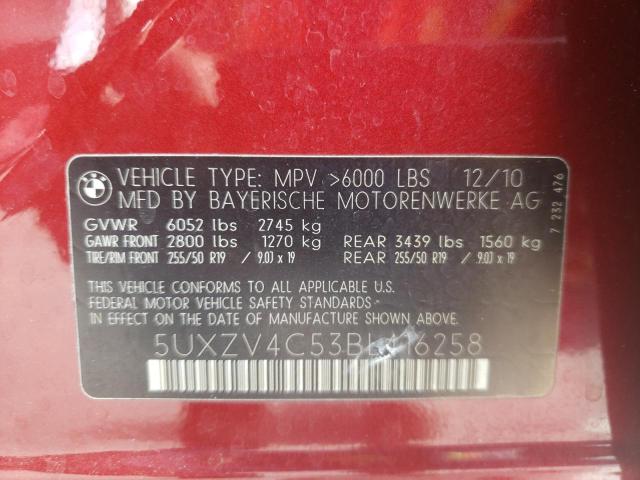 BMW
VEHICLE TYPE: MPV >6000 LBS 12/10
MFD BY BAYERISCHE MOTORENWERKE AG
GVWR 6052 lbs 2745 kg
GAWR FRONT 2800 lbs 1270 kg REAR 3439 lbs 1560 kg
TIRE/RIM FRONT 255/50 R19 / 9.0J x 19 REAR 255/50 R19 / 9.0J x 19
THIS VEHICLE CONFORMS TO ALL APPLICABLE U.S.
FEDERAL MOTOR VEHICLE SAFETY STANDARDS
IN EFFECT ON THE DATE OF MANUFACTURE SHOWN ABOVE.
7 232 476